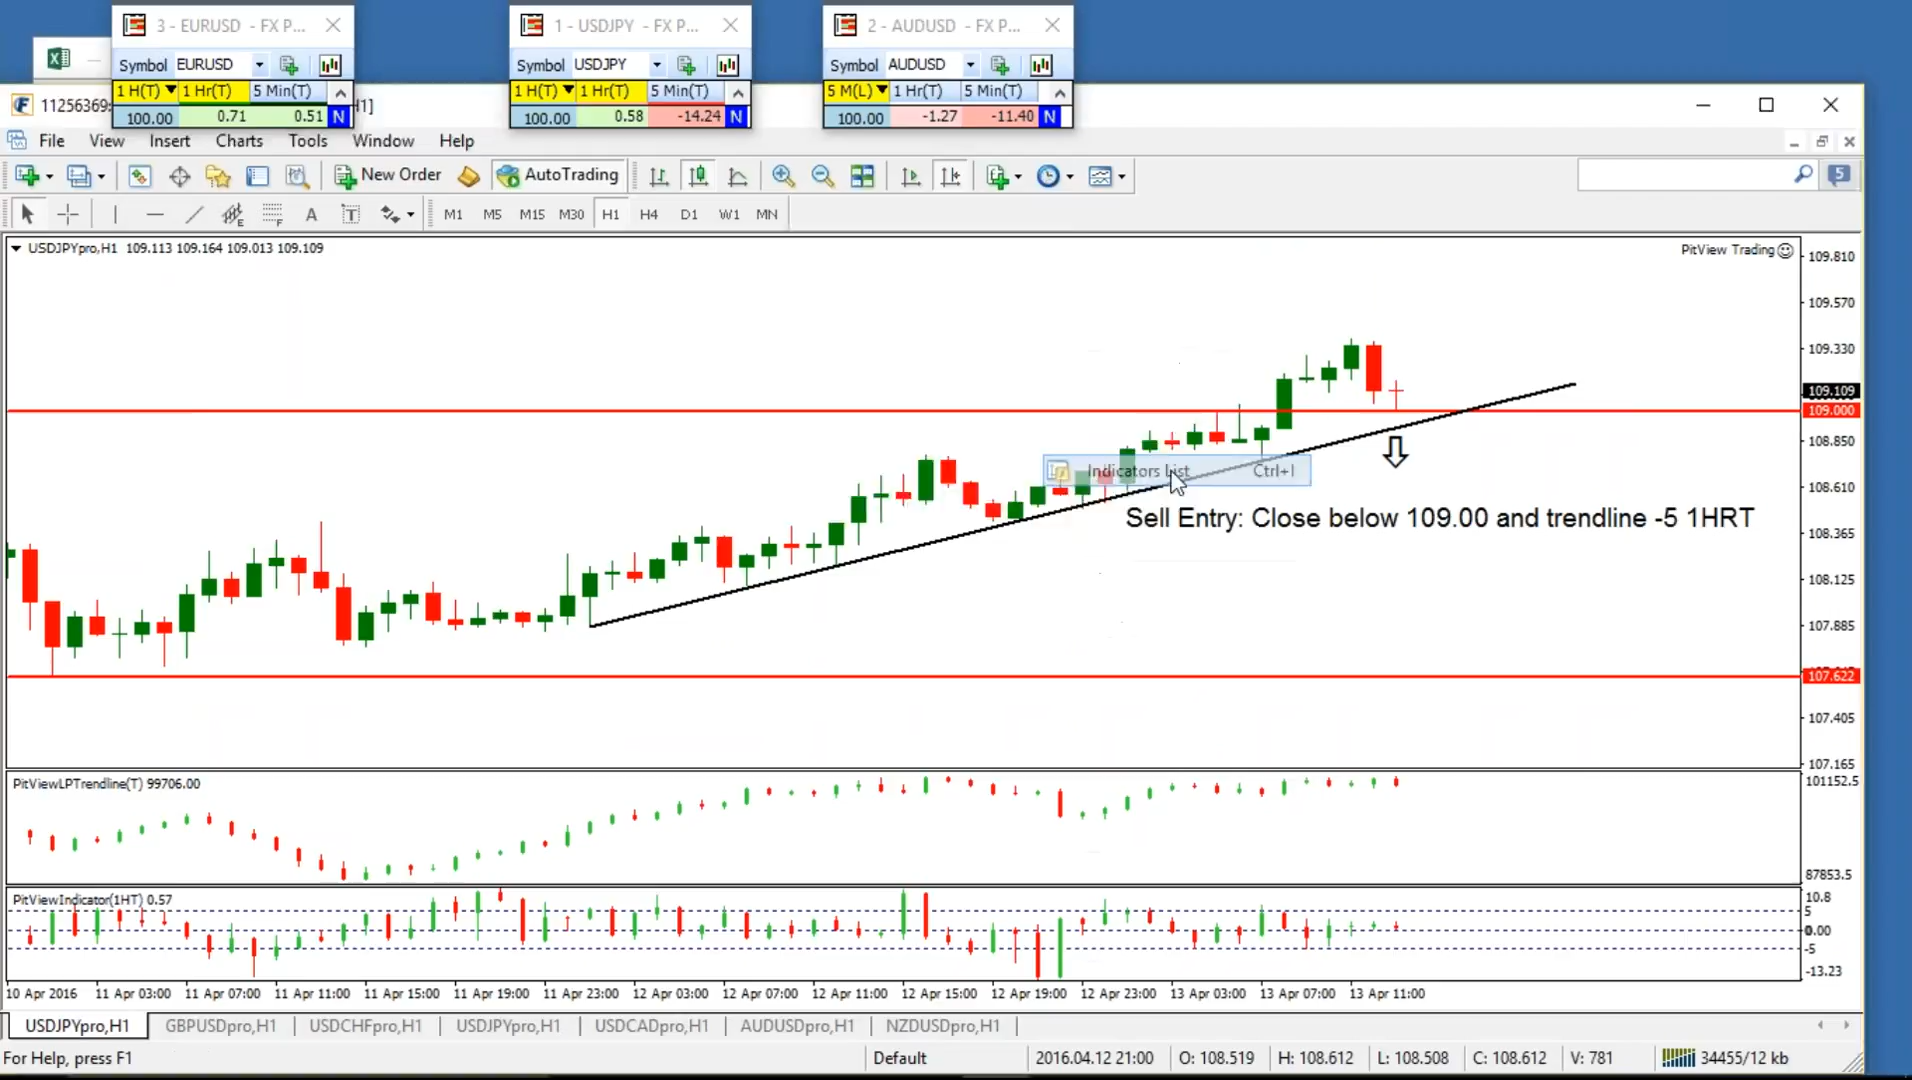 3 - EURUSD - FX P...
1 - USDJPY - FX P...
2 - AUDUSD - FX P...
Symbol EURUSD
Symbol USDJPY
Symbol AUDUSD
1 H(T) 1 Hr(T) 5 Min(T)
1 H(T) 1 Hr(T) 5 Min(T)
5 M(L) 1 Hr(T) 5 Min(T)
100.00 0.71 0.51 N
100.00 0.58 -14.24 N
100.00 -1.27 -11.40 N
11256369: H1]
File View Insert Charts Tools Window Help
New Order AutoTrading 5
A T E F M1 M5 M15 M30 H1 H4 D1 W1 MN
USDJPYpro,H1 109.113 109.164 109.013 109.109
PitView Trading
109.810
109.570
109.330
109.109
109.000
108.850
108.610
108.365
108.125
107.885
107.622
107.405
107.165
Indicators List Ctrl+I
Sell Entry: Close below 109.00 and trendline -5 1HRT
PitViewLPTrendline(T) 99706.00
101152.5
87853.5
PitViewIndicator(1HT) 0.57
10.8
5
0.00
-5
-13.23
10 Apr 2016 11 Apr 03:00 11 Apr 07:00 11 Apr 11:00 11 Apr 15:00 11 Apr 19:00 11 Apr 23:00 12 Apr 03:00 12 Apr 07:00 12 Apr 11:00 12 Apr 15:00 12 Apr 19:00 12 Apr 23:00 13 Apr 03:00 13 Apr 07:00 13 Apr 11:00
USDJPYpro,H1 GBPUSDpro,H1 USDCHFpro,H1 USDJPYpro,H1 USDCADpro,H1 AUDUSDpro,H1 NZDUSDpro,H1
For Help, press F1 Default 2016.04.12 21:00 O: 108.519 H: 108.612 L: 108.508 C: 108.612 V: 781 34455/12 kb